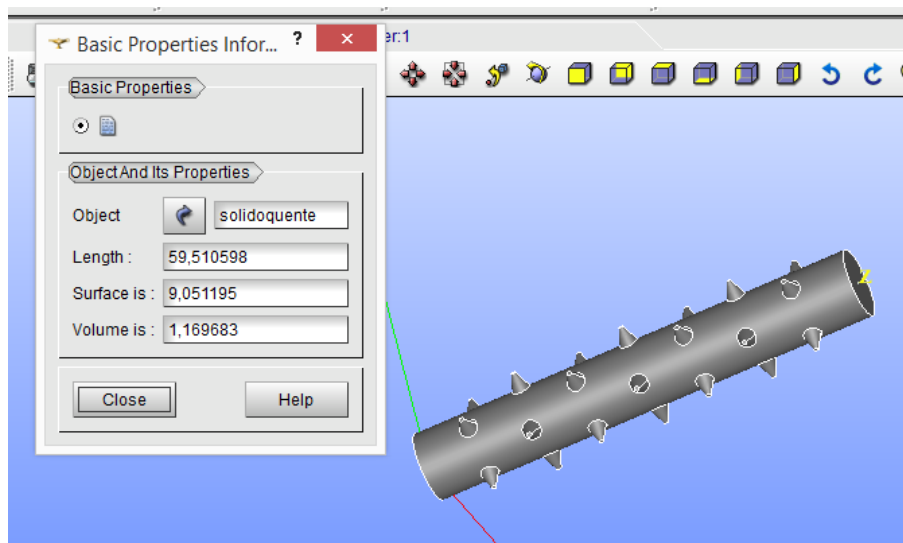 er:1
Basic Properties Infor... ? ×
Basic Properties
Object And Its Properties
Object solidoquente
Length : 59,510598
Surface is : 9,051195
Volume is : 1,169683
Close Help